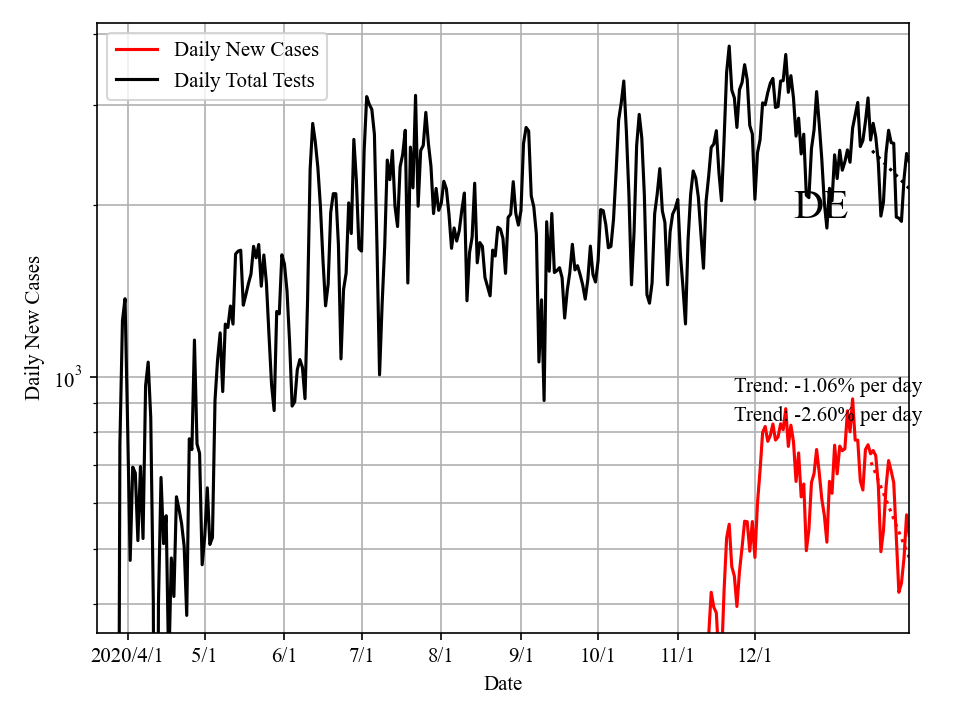 Daily New Cases
Daily Total Tests
DE
Trend: -1.06% per day
Trend: -2.60% per day
Daily New Cases
10^3
2020/4/1 5/1 6/1 7/1 8/1 9/1 10/1 11/1 12/1
Date